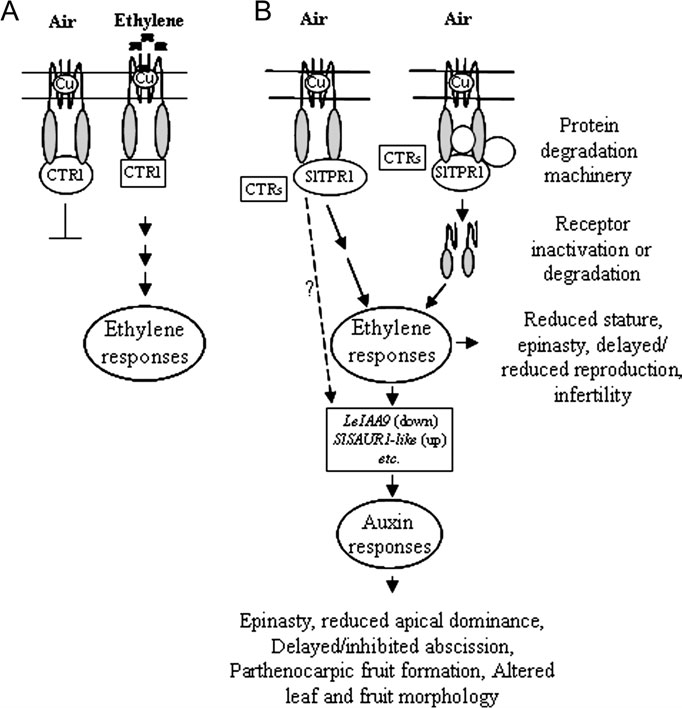 A
Air
Ethylene
Cu
Cu
CTR1
CTR1
Ethylene
responses
B
Air
Air
Cu
Cu
CTRs
SlTPR1
CTRs
SlTPR1
Protein
degradation
machinery
Receptor
inactivation or
degradation
?
Ethylene
responses
Reduced stature,
epinasty, delayed/
reduced reproduction,
infertility
LeIAA9 (down)
SlSAUR1-like (up)
etc.
Auxin
responses
Epinasty, reduced apical dominance,
Delayed/inhibited abscission,
Parthenocarpic fruit formation, Altered
leaf and fruit morphology